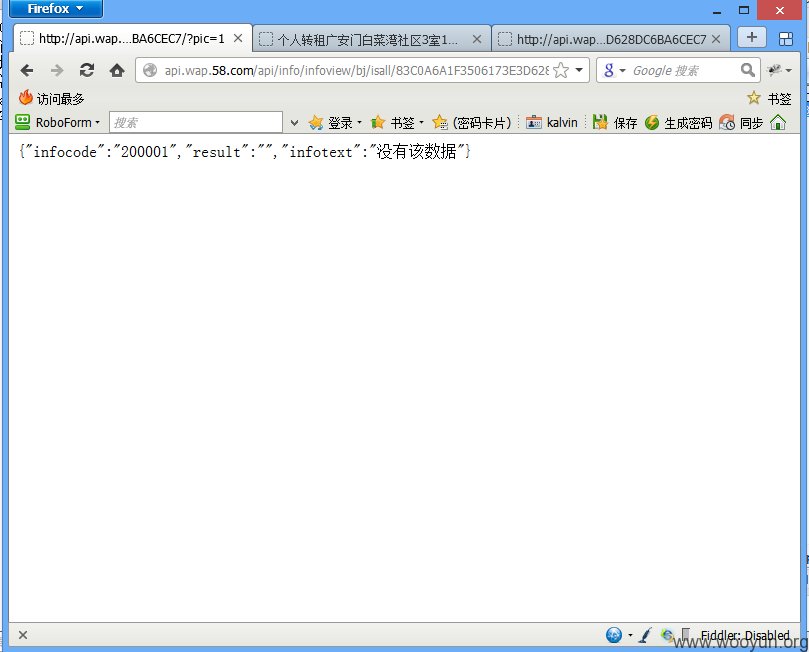 Firefox
http://api.wap....BA6CEC7/?pic=1
个人转租广安门白菜湾社区3室1...
http://api.wap...D628DC6BA6CEC7
api.wap.58.com/api/info/infoview/bj/isall/83C0A6A1F3506173E3D628
Google 搜索
访问最多
书签
RoboForm
搜索
登录
书签
(密码卡片)
kalvin
保存
生成密码
同步
{"infocode":"200001","result":"","infotext":"没有该数据"}
Fiddler: Disabled
www.wooyun.org